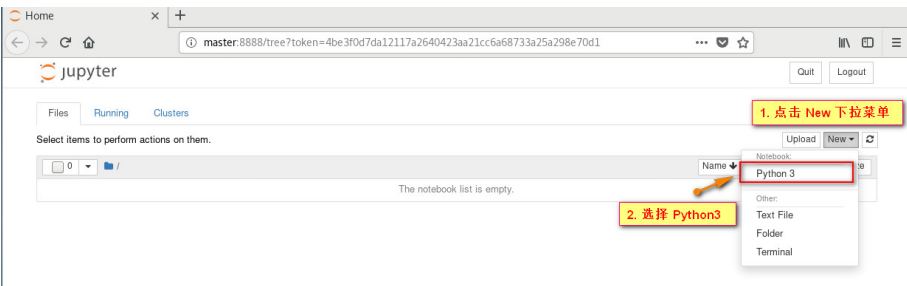 Home
master:8888/tree?token=4be3f0d7da12117a2640423aa21cc6a68733a25a298e70d1
jupyter
Quit
Logout
Files
Running
Clusters
1. 点击 New 下拉菜单
Select items to perform actions on them.
Upload
New
0
/
Name
Notebook:
Python 3
The notebook list is empty.
2. 选择 Python3
Other:
Text File
Folder
Terminal